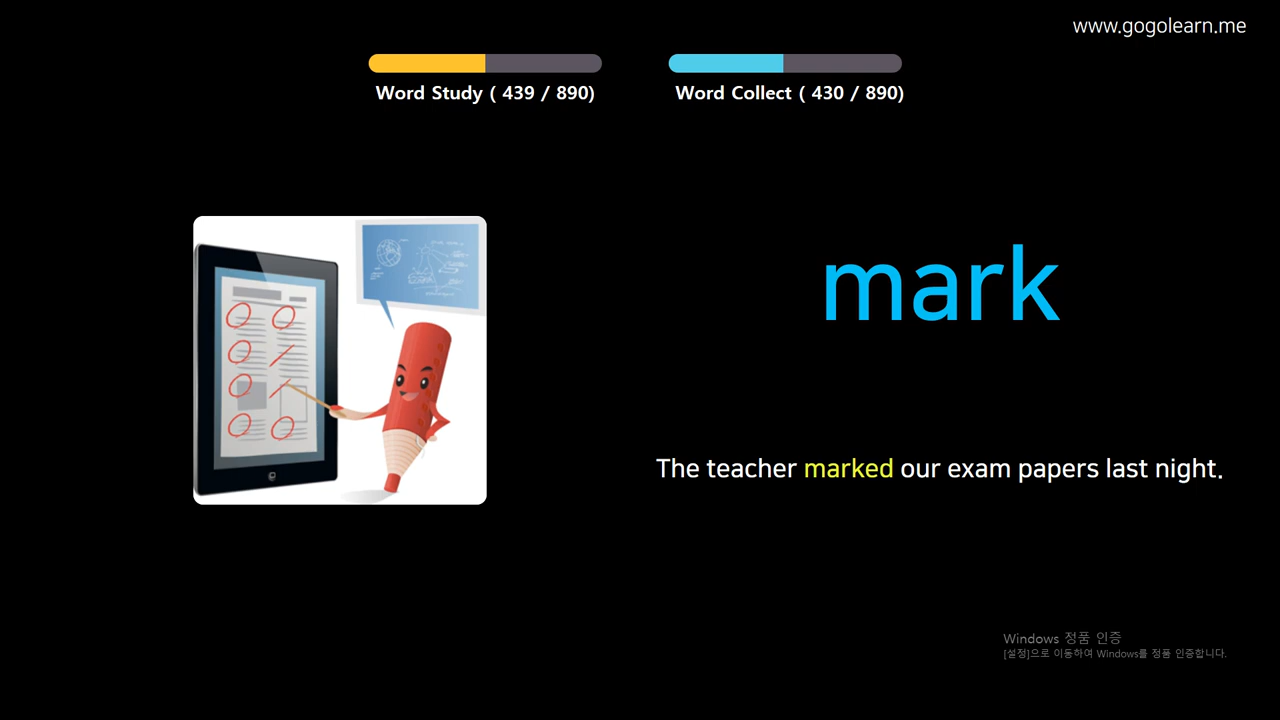 www.gogolearn.me
Word Study ( 439 / 890)
Word Collect ( 430 / 890)
mark
The teacher marked our exam papers last night.
Windows 정품 인증
[설정]으로 이동하여 Windows를 정품 인증합니다.